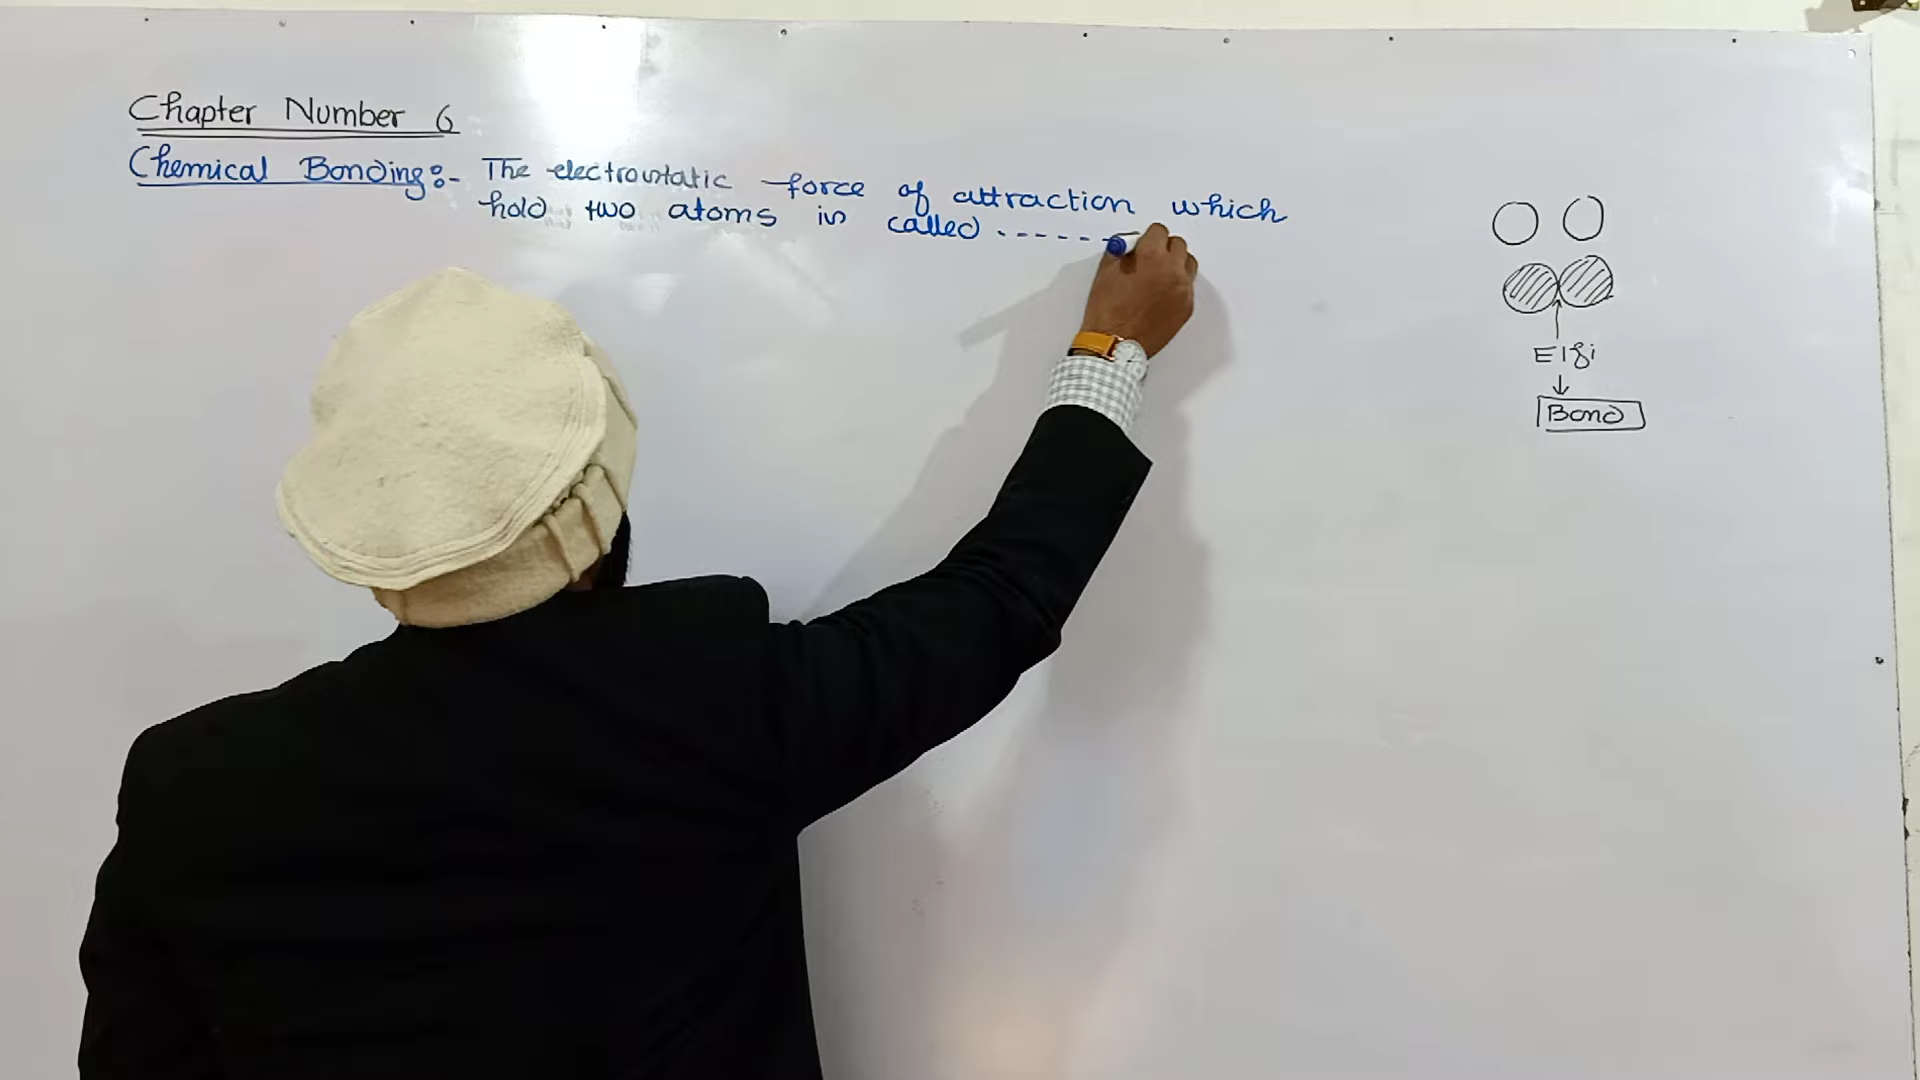 Chapter Number 6
Chemical Bonding:- The electrostatic force of attraction which
hold two atoms in called ------
Bond